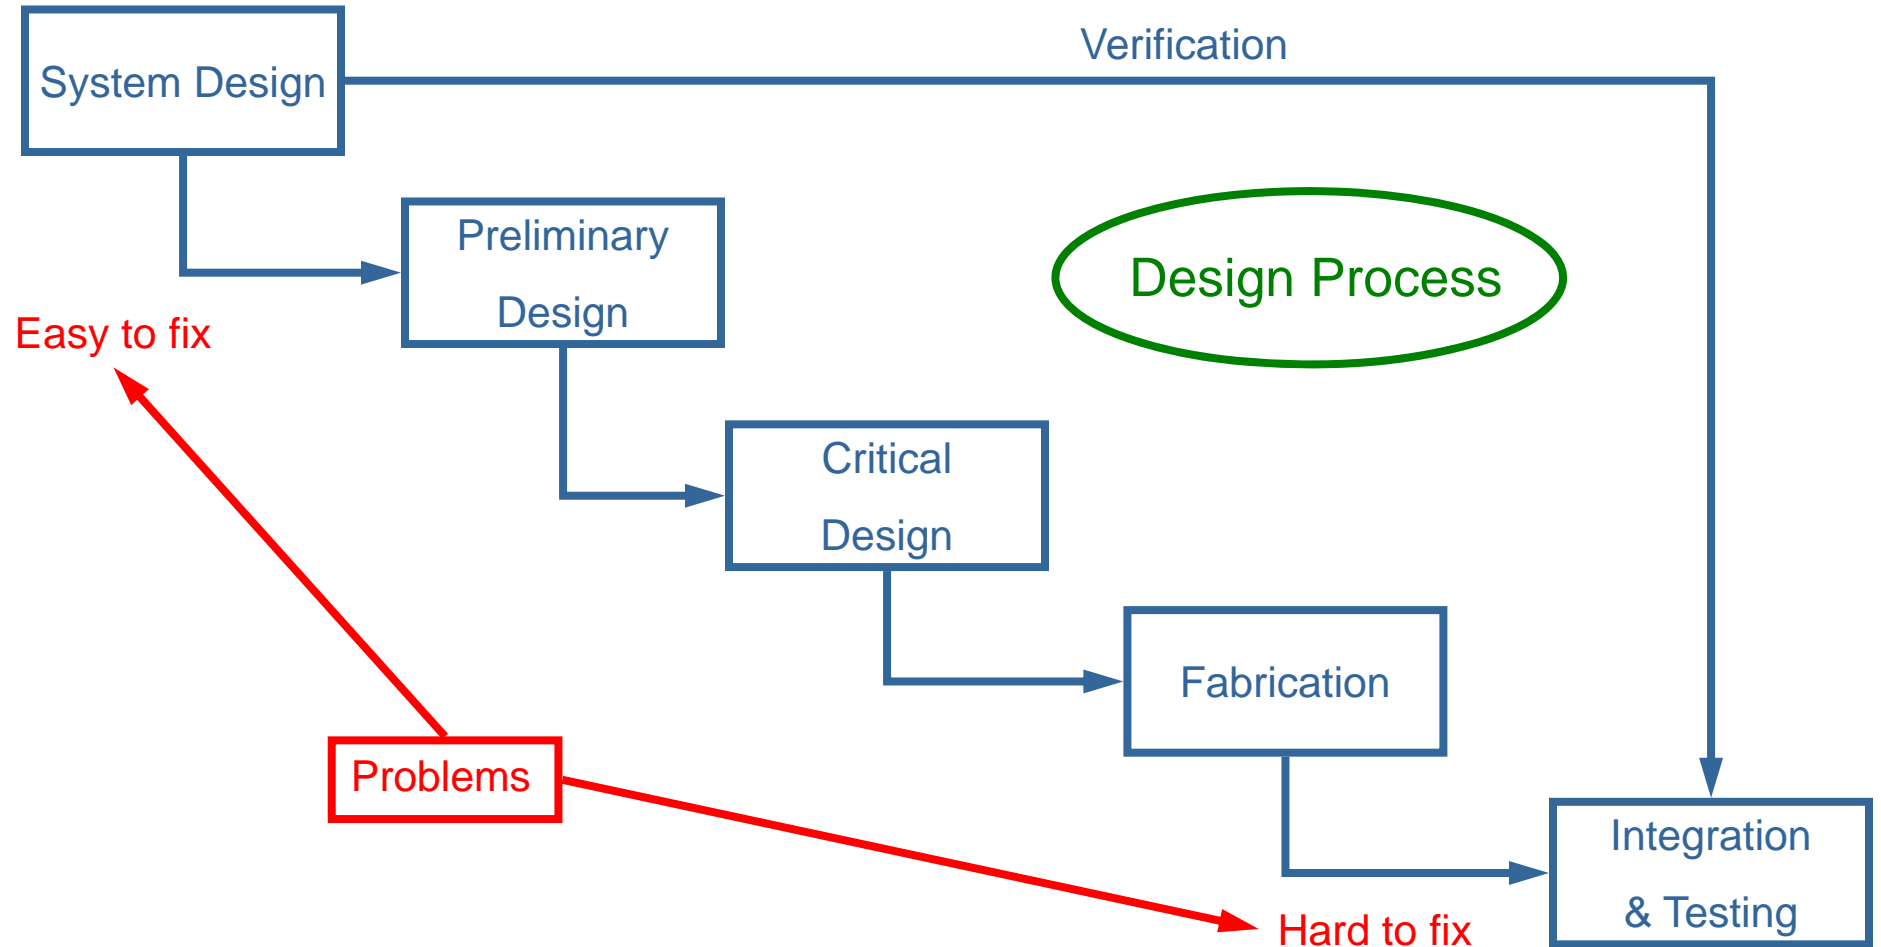 Verification
System Design
Preliminary
Design
Design Process
Easy to fix
Critical
Design
Fabrication
Problems
Integration
& Testing
Hard to fix